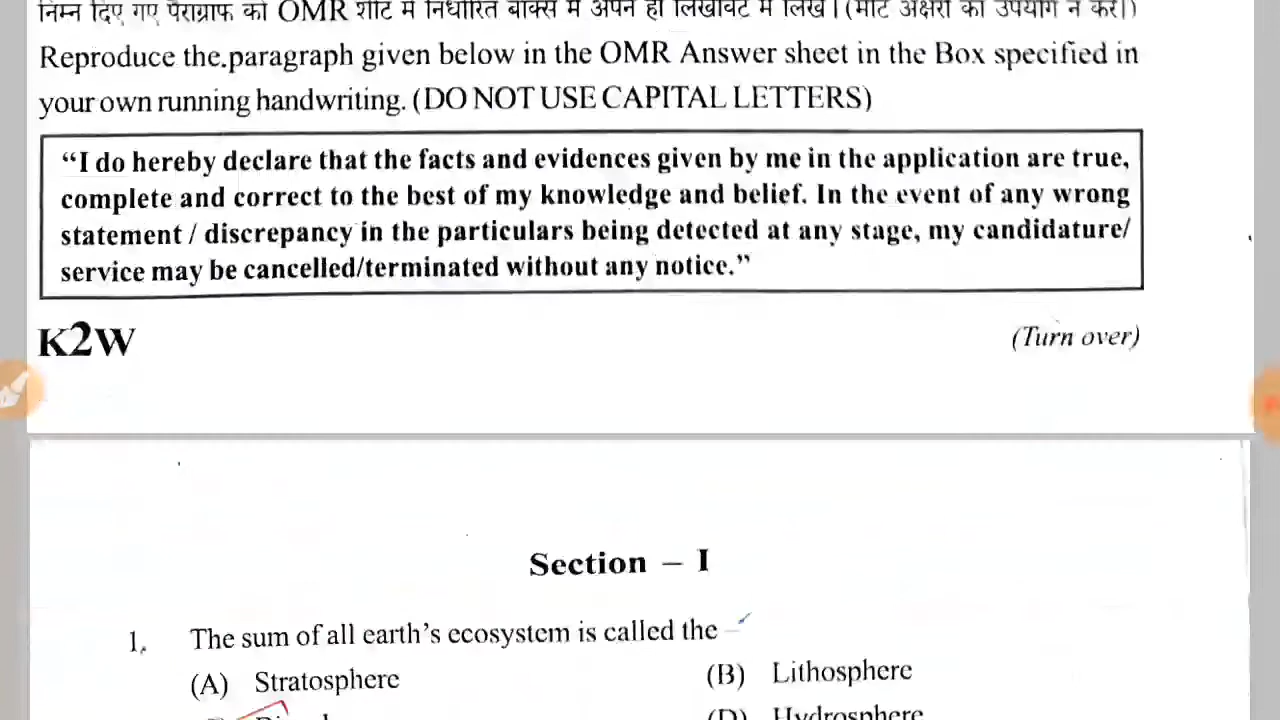 निम्न दिए गए पैराग्राफ को OMR शीट में निर्धारित बॉक्स में अपने ही लिखावट में लिखें। (मोटे अक्षरों का उपयोग न करें।)
Reproduce the paragraph given below in the OMR Answer sheet in the Box specified in
your own running handwriting. (DO NOT USE CAPITAL LETTERS)
“I do hereby declare that the facts and evidences given by me in the application are true,
complete and correct to the best of my knowledge and belief. In the event of any wrong
statement / discrepancy in the particulars being detected at any stage, my candidature/
service may be cancelled/terminated without any notice.”
K2W (Turn over)
Section – I
1. The sum of all earth’s ecosystem is called the –
(A) Stratosphere (B) Lithosphere
(D) Hydrosphere